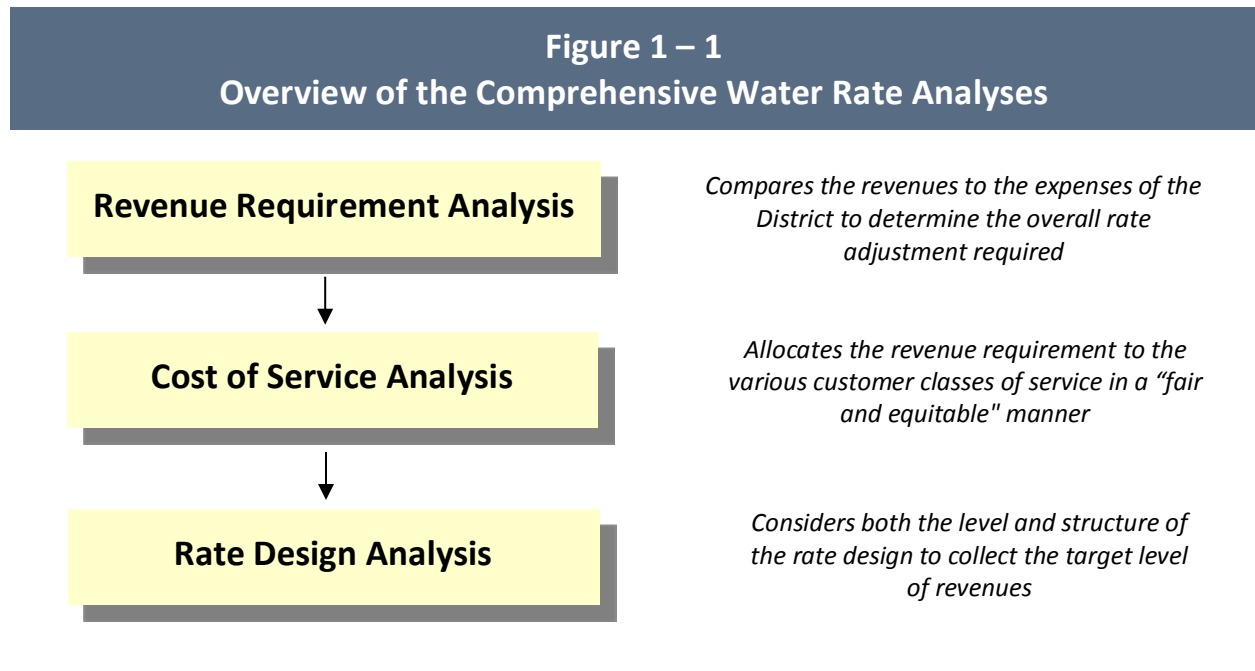 Figure 1 – 1
Overview of the Comprehensive Water Rate Analyses
Revenue Requirement Analysis
Compares the revenues to the expenses of the
District to determine the overall rate
adjustment required
Cost of Service Analysis
Allocates the revenue requirement to the
various customer classes of service in a “fair
and equitable" manner
Rate Design Analysis
Considers both the level and structure of
the rate design to collect the target level
of revenues